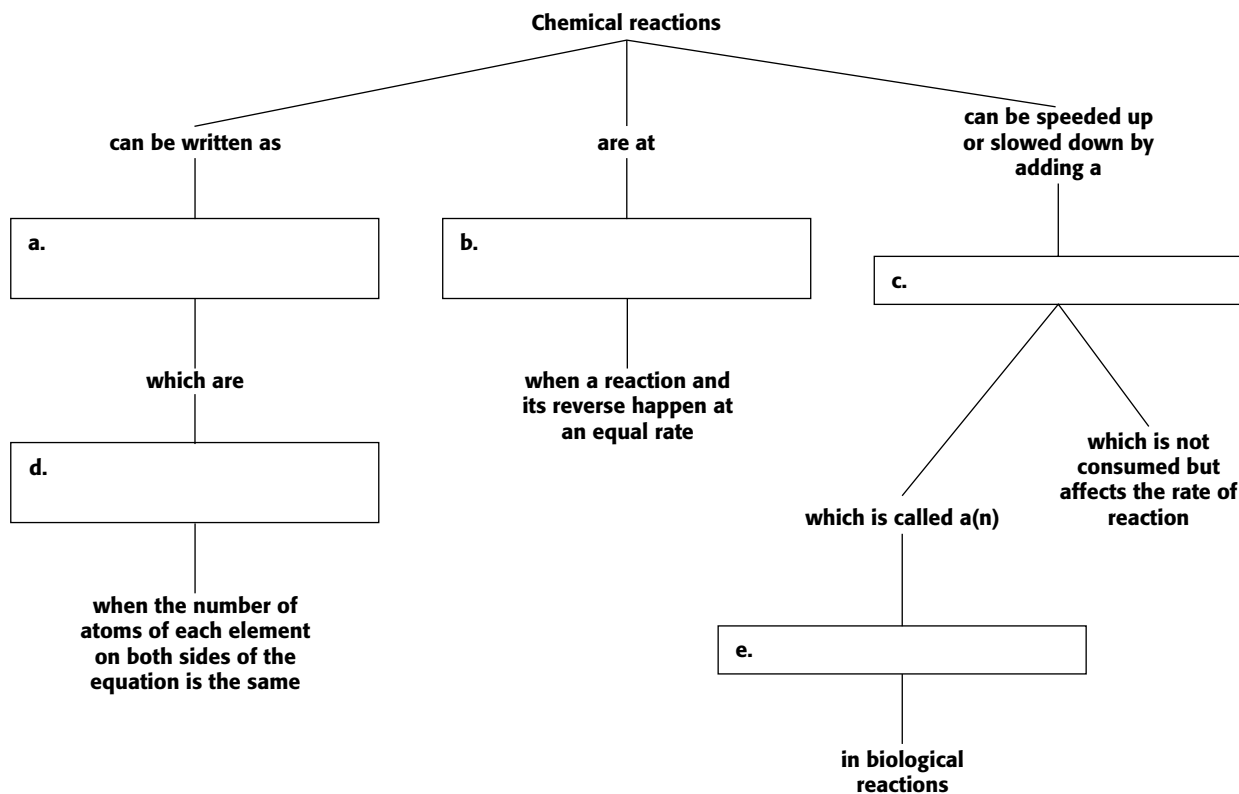 Chemical reactions
can be written as
are at
can be speeded up
or slowed down by
adding a
a.
b.
c.
which are
when a reaction and
its reverse happen at
an equal rate
d.
which is not
consumed but
affects the rate of
reaction
which is called a(n)
when the number of
atoms of each element
on both sides of the
equation is the same
e.
in biological
reactions